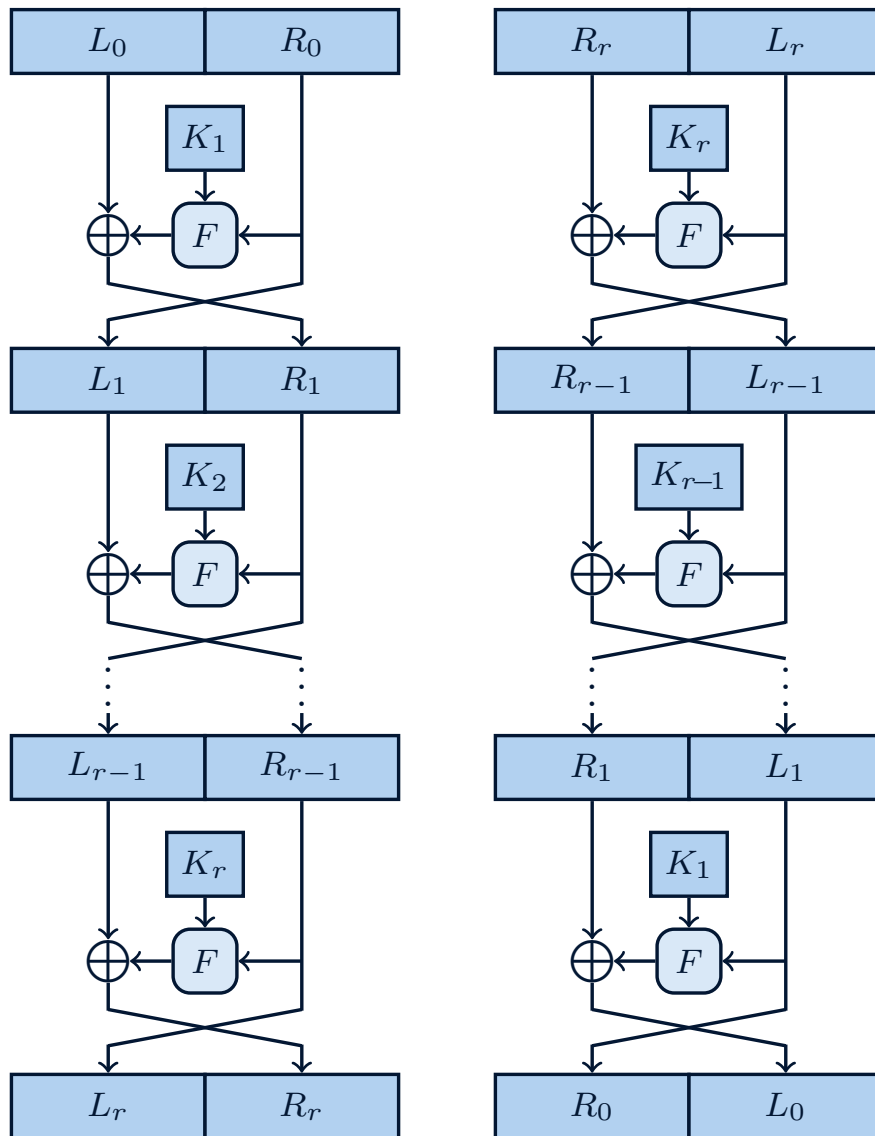 L₀ R₀
K₁
F
L₁ R₁
K₂
F
Lᵣ₋₁ Rᵣ₋₁
Kᵣ
F
Lᵣ Rᵣ
Rᵣ Lᵣ
Kᵣ
F
Rᵣ₋₁ Lᵣ₋₁
Kᵣ₋₁
F
R₁ L₁
K₁
F
R₀ L₀